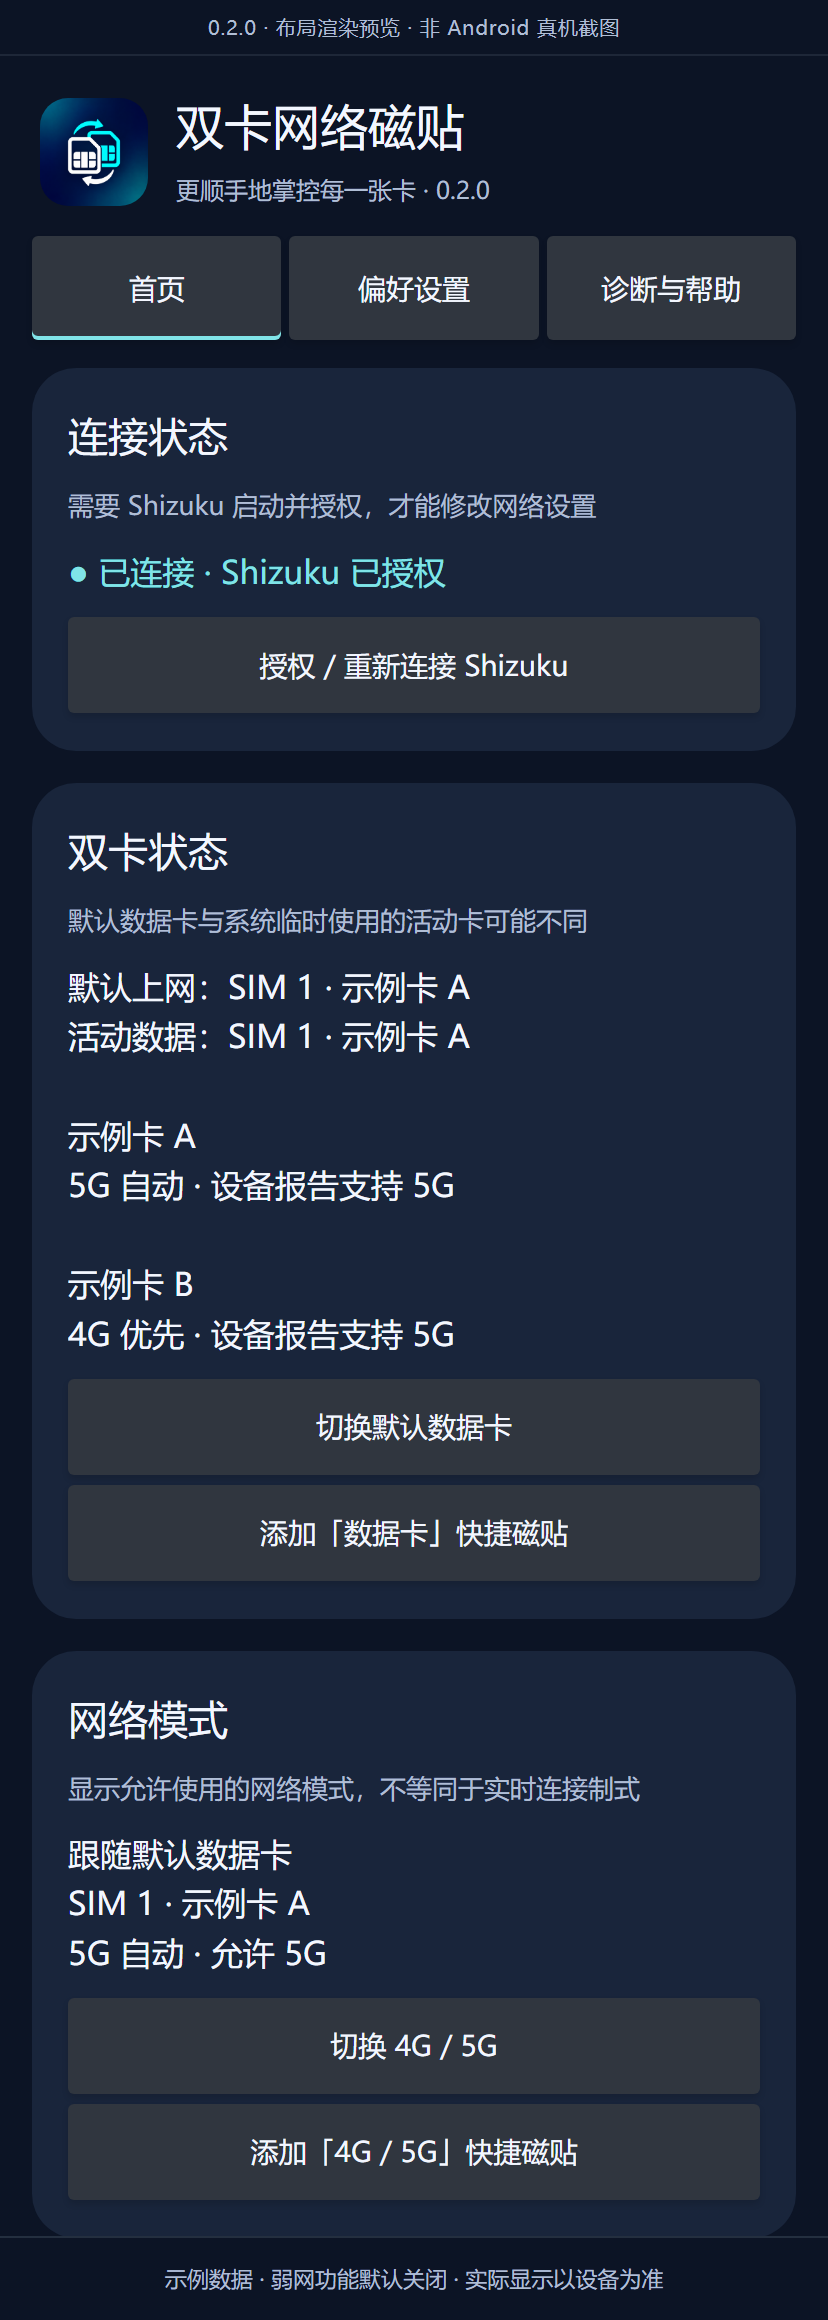 0.2.0 · 布局渲染预览 · 非 Android 真机截图
双卡网络磁贴
更顺手地掌控每一张卡 · 0.2.0
首页
偏好设置
诊断与帮助
连接状态
需要 Shizuku 启动并授权，才能修改网络设置
● 已连接 · Shizuku 已授权
授权 / 重新连接 Shizuku
双卡状态
默认数据卡与系统临时使用的活动卡可能不同
默认上网：SIM 1 · 示例卡 A
活动数据：SIM 1 · 示例卡 A
示例卡 A
5G 自动 · 设备报告支持 5G
示例卡 B
4G 优先 · 设备报告支持 5G
切换默认数据卡
添加「数据卡」快捷磁贴
网络模式
显示允许使用的网络模式，不等同于实时连接制式
跟随默认数据卡
SIM 1 · 示例卡 A
5G 自动 · 允许 5G
切换 4G / 5G
添加「4G / 5G」快捷磁贴
示例数据 · 弱网功能默认关闭 · 实际显示以设备为准